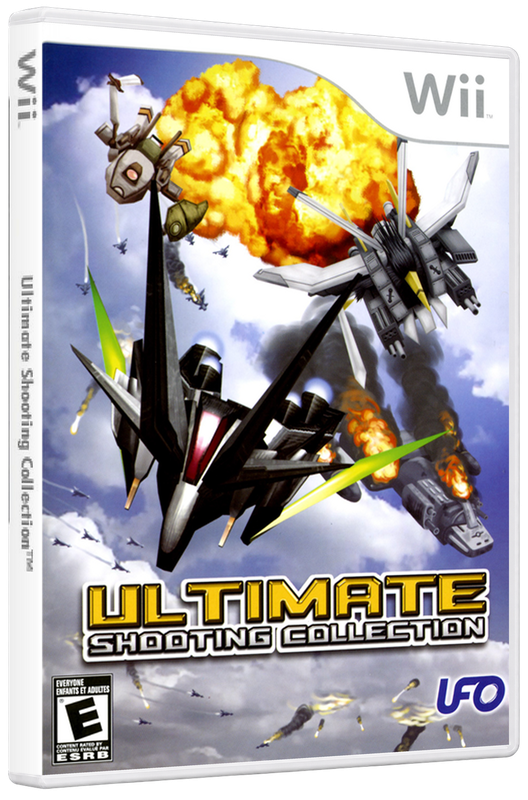 Wii
Ultimate Shooting Collection™
Wii™
ULTIMATE
SHOOTING COLLECTION
EVERYONE
ENFANTS ET ADULTES
E
CONTENT RATED BY
CONTENU ÉVALUÉ PAR
ESRB
UFO